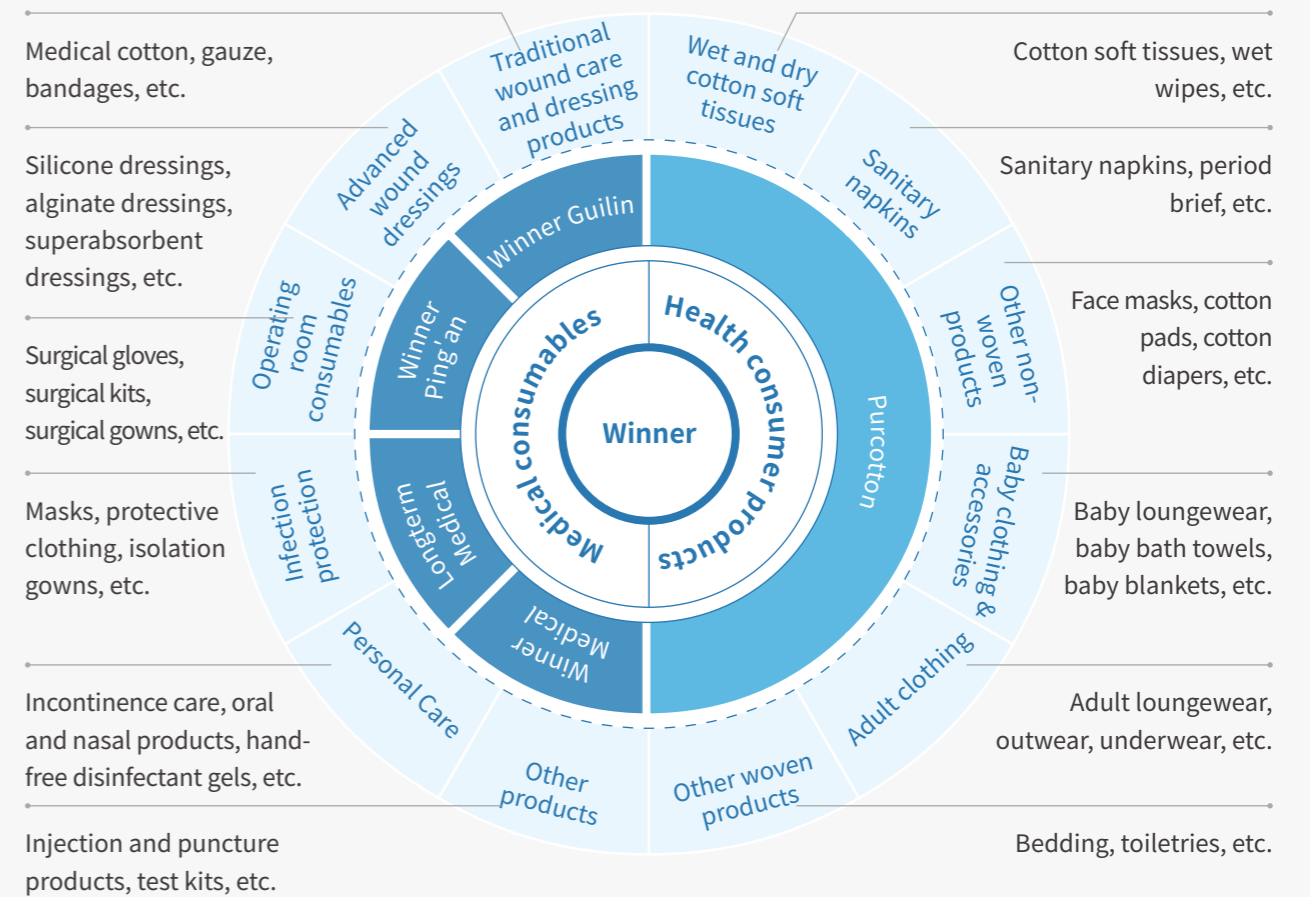 Medical cotton, gauze,
bandages, etc.
Silicone dressings,
alginate dressings,
superabsorbent
dressings, etc.
Surgical gloves,
surgical kits,
surgical gowns, etc.
Masks, protective
clothing, isolation
gowns, etc.
Incontinence care, oral
and nasal products, hand-
free disinfectant gels, etc.
Injection and puncture
products, test kits, etc.
Traditional
wound care
and dressing
products
Advanced
wound
dressings
Operating
room
consumables
Infection
protection
Personal Care
Other
products
Winner Guilin
Winner
Ping'an
Longterm
Medical
Winner
Medical
Medical consumables
Winner
Health consumer products
Purcotton
Wet and dry
cotton soft
tissues
Sanitary
napkins
Other non-
woven
products
Baby clothing &
accessories
Adult clothing
Other woven
products
Cotton soft tissues, wet
wipes, etc.
Sanitary napkins, period
brief, etc.
Face masks, cotton
pads, cotton
diapers, etc.
Baby loungewear,
baby bath towels,
baby blankets, etc.
Adult loungewear,
outwear, underwear, etc.
Bedding, toiletries, etc.